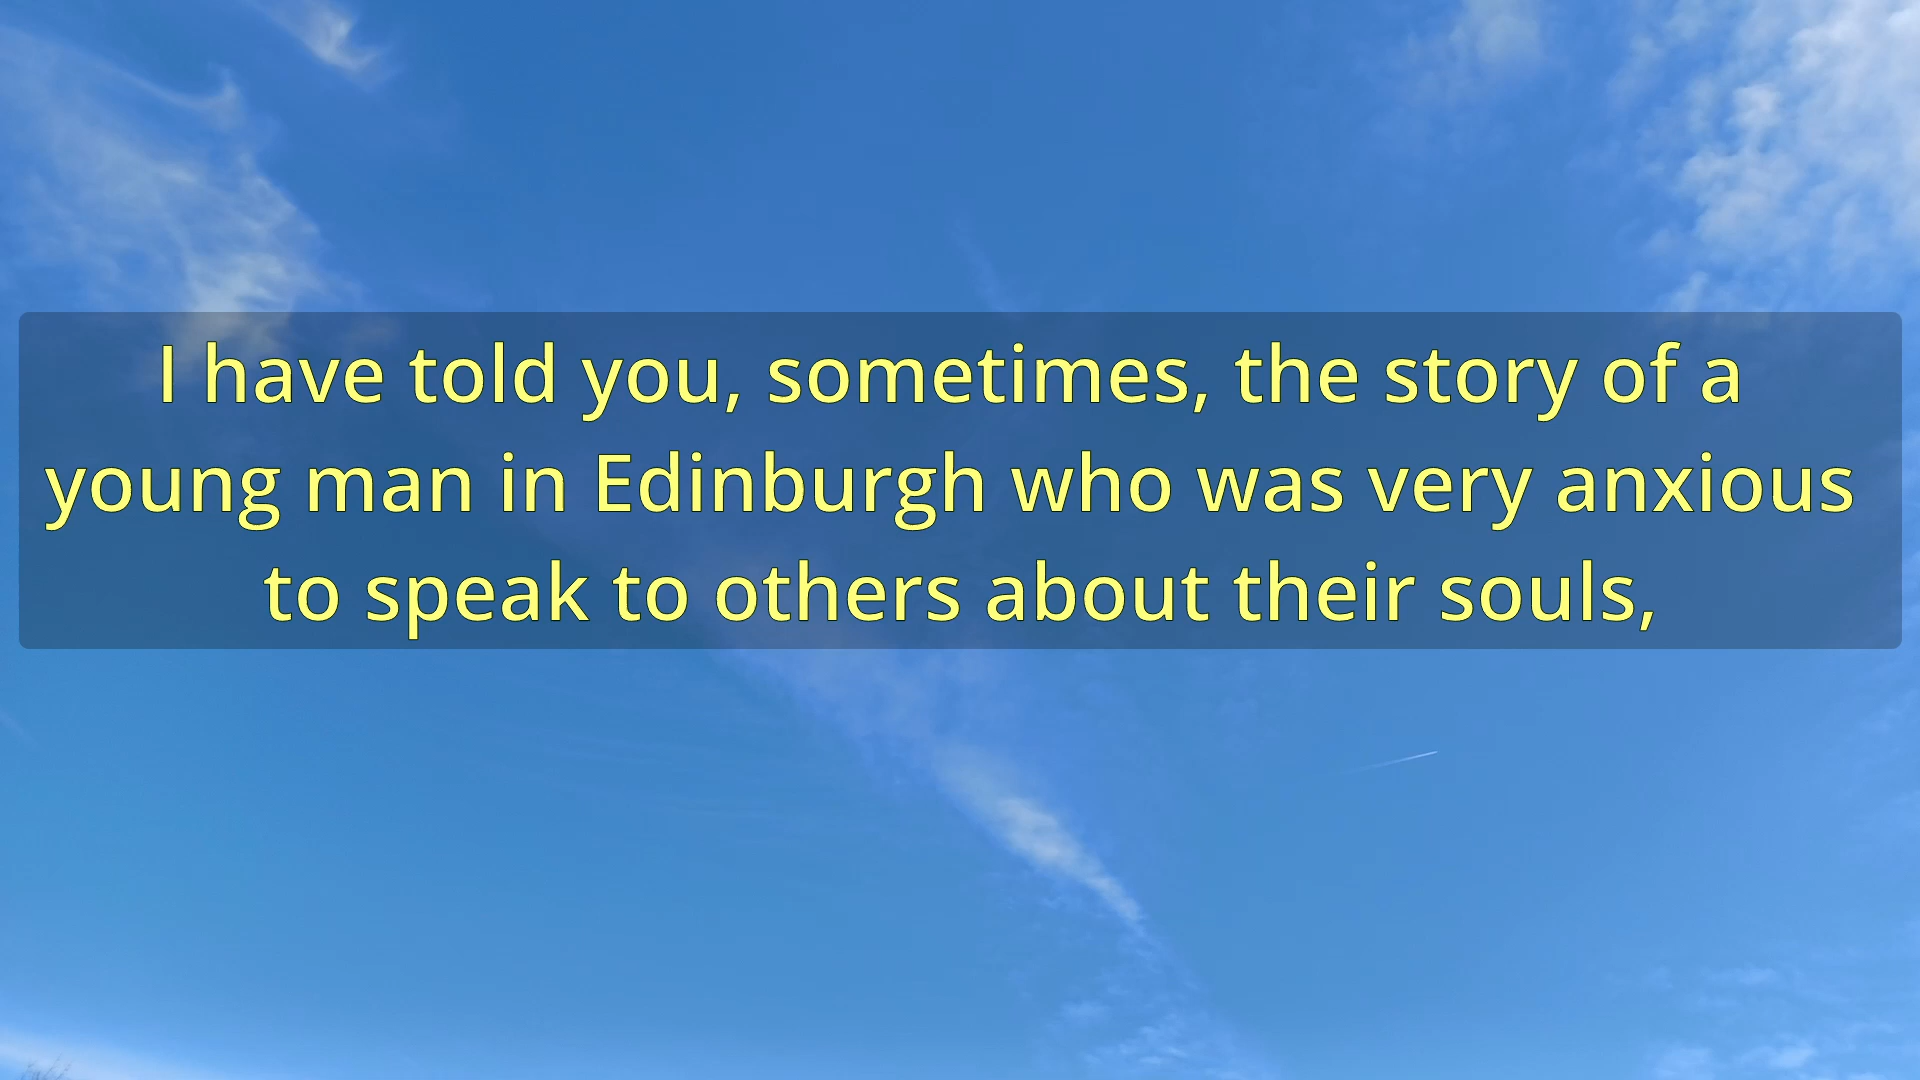 I have told you, sometimes, the story of a
young man in Edinburgh who was very anxious
to speak to others about their souls,